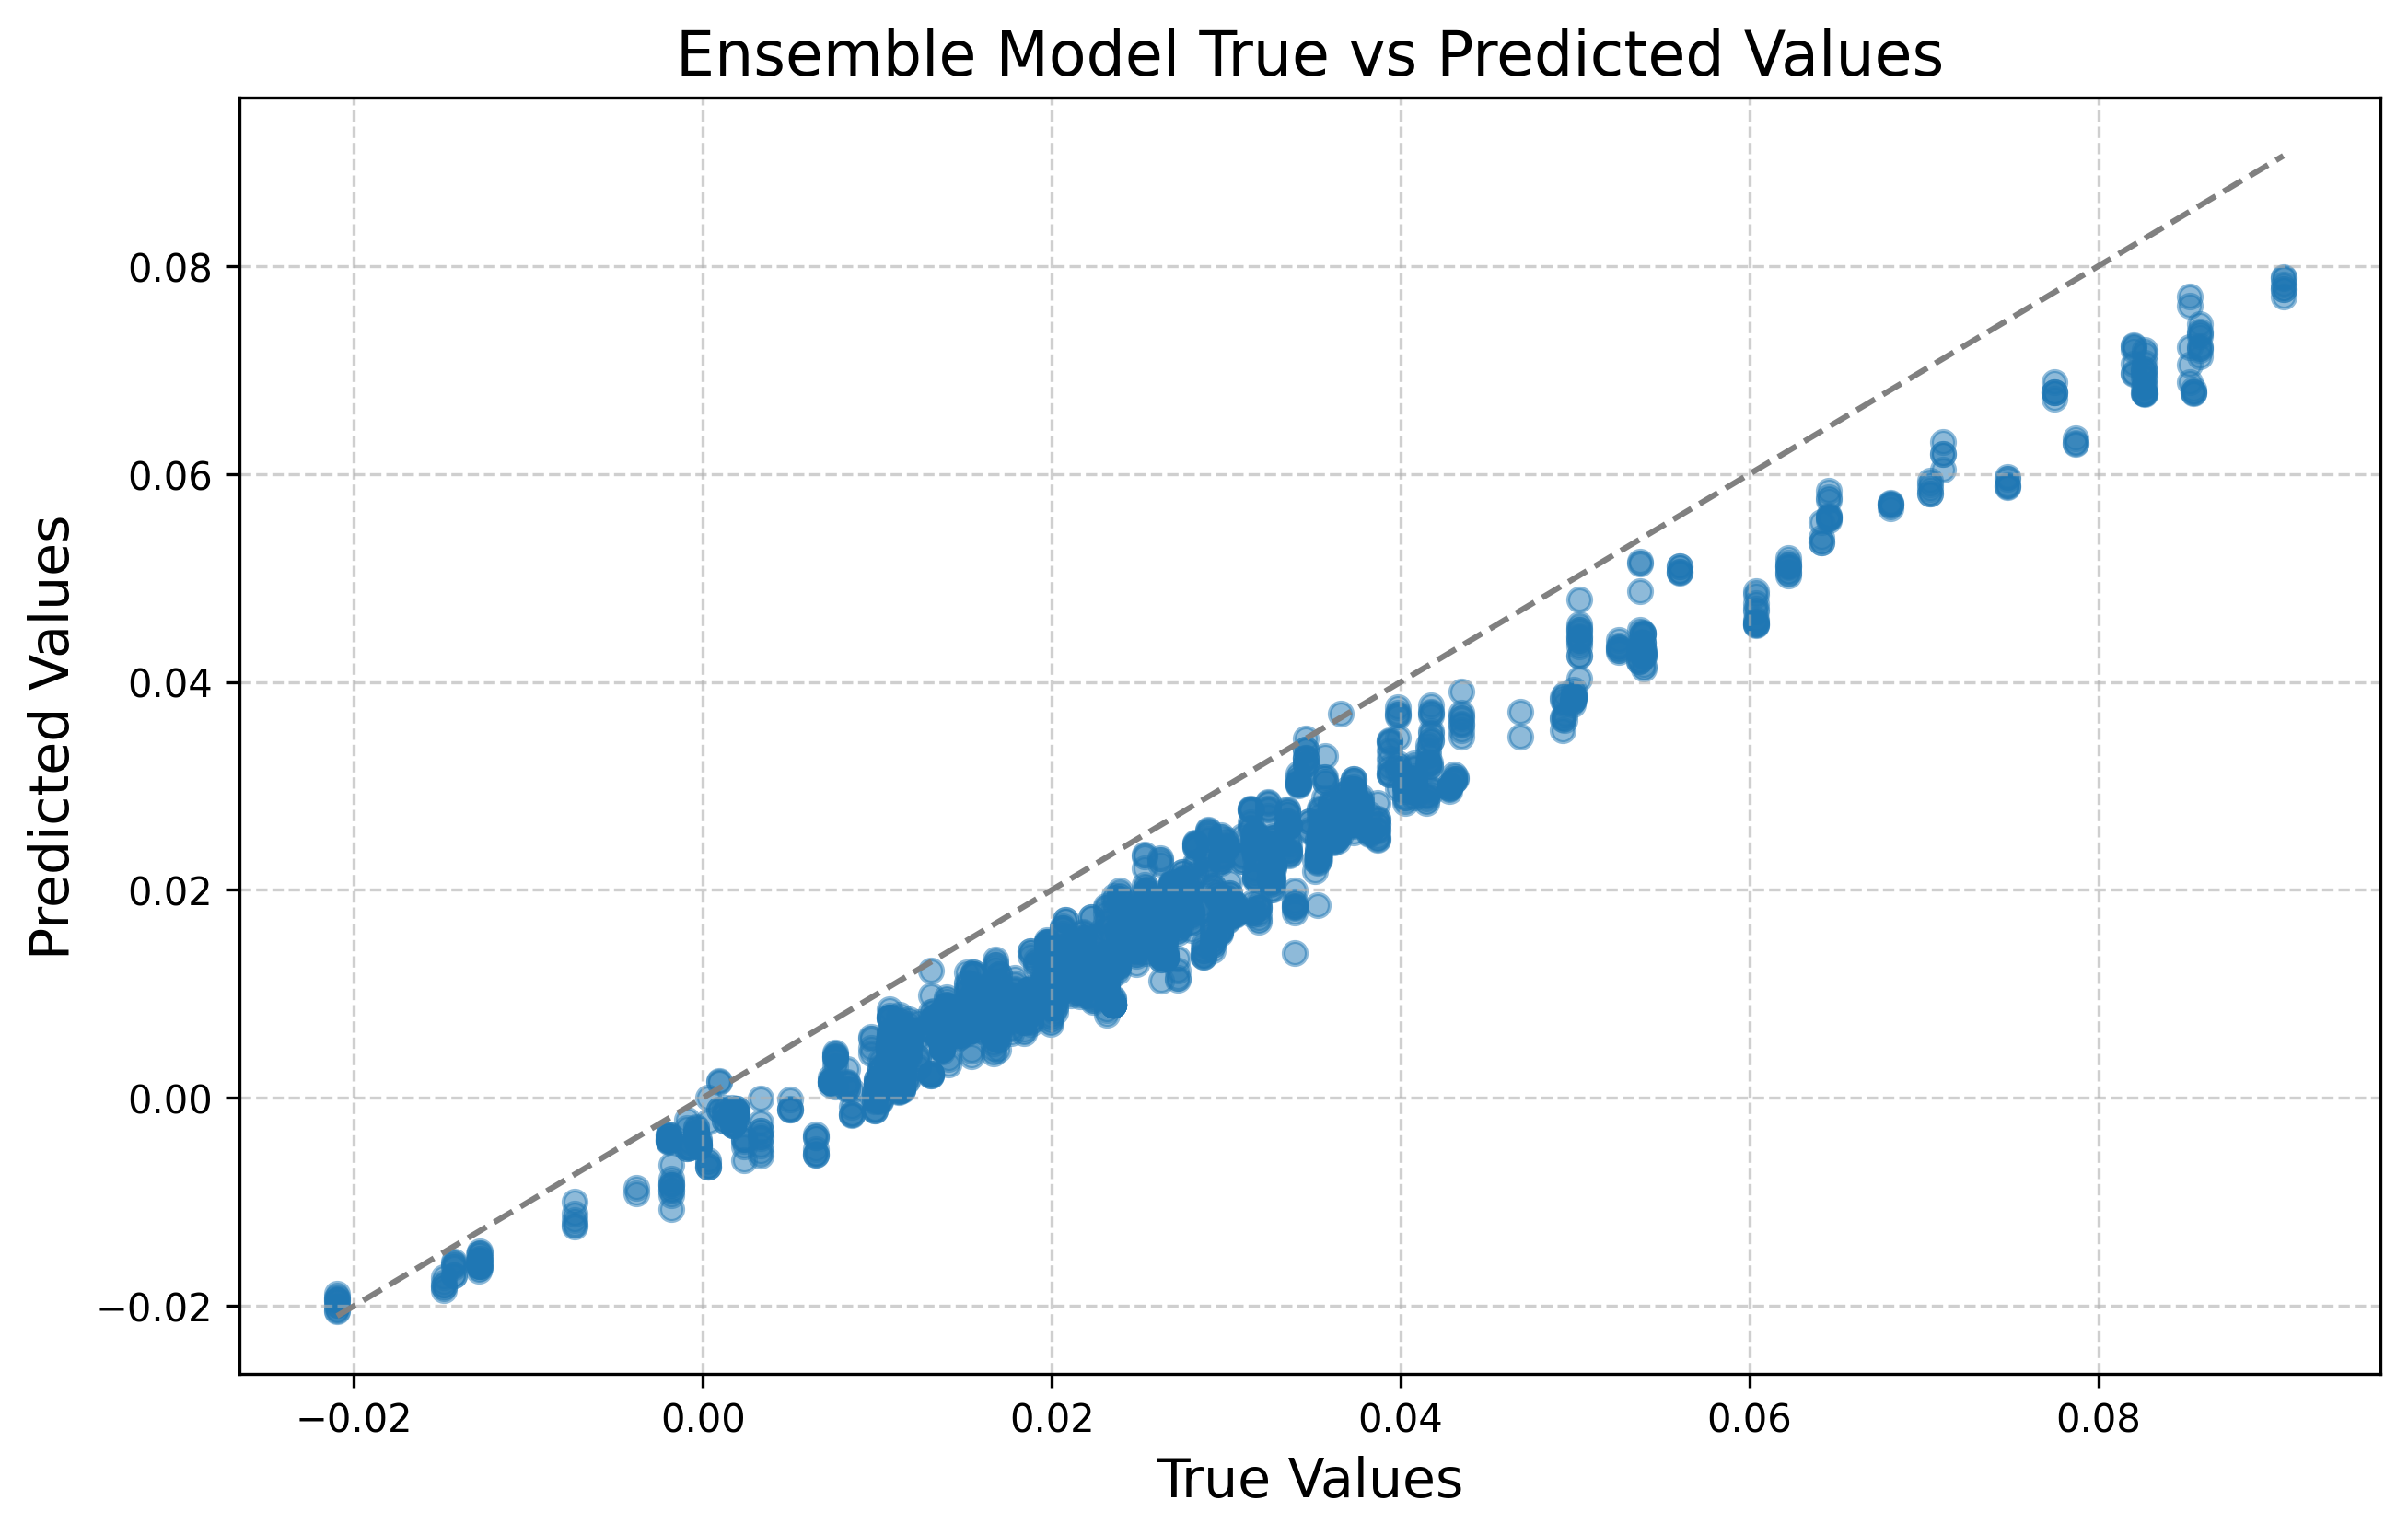 Ensemble Model True vs Predicted Values
Predicted Values
0.08
0.06
0.04
0.02
0.00
−0.02
−0.02 0.00 0.02 0.04 0.06 0.08
True Values